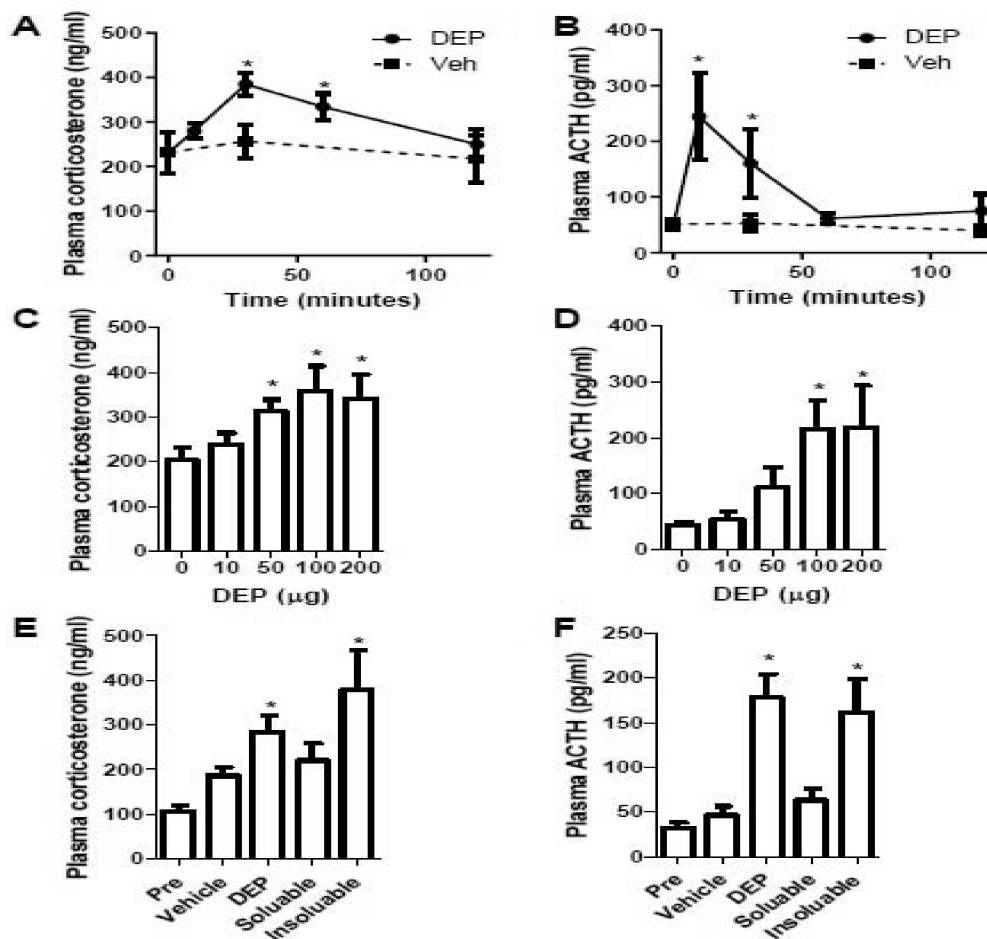 A
Plasma corticosterone (ng/ml)
500
400
300
200
100
0
DEP
Veh
*
*
0
50
100
Time (minutes)
B
Plasma ACTH (pg/ml)
400
300
200
100
0
DEP
Veh
*
*
0
50
100
Time (minutes)
C
Plasma corticosterone (ng/ml)
500
400
300
200
100
0
*
*
*
0 10 50 100 200
DEP (μg)
D
Plasma ACTH (pg/ml)
400
300
200
100
0
*
*
0 10 50 100 200
DEP (μg)
E
Plasma corticosterone (ng/ml)
500
400
300
200
100
0
*
*
Pre
Vehicle
DEP
Soluable
Insoluable
F
Plasma ACTH (pg/ml)
250
200
150
100
50
0
*
*
Pre
Vehicle
DEP
Soluable
Insoluable